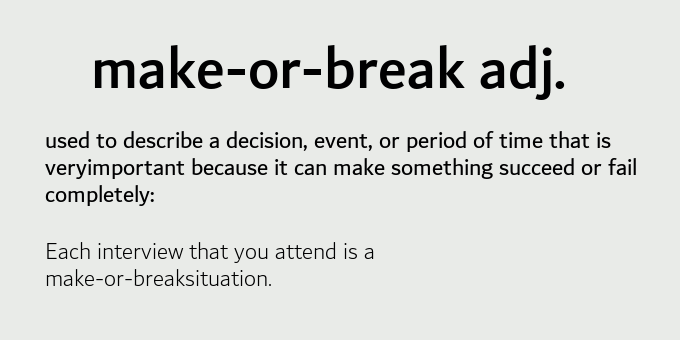 make-or-break adj.
used to describe a decision, event, or period of time that is
veryimportant because it can make something succeed or fail
completely:
Each interview that you attend is a
make-or-breaksituation.